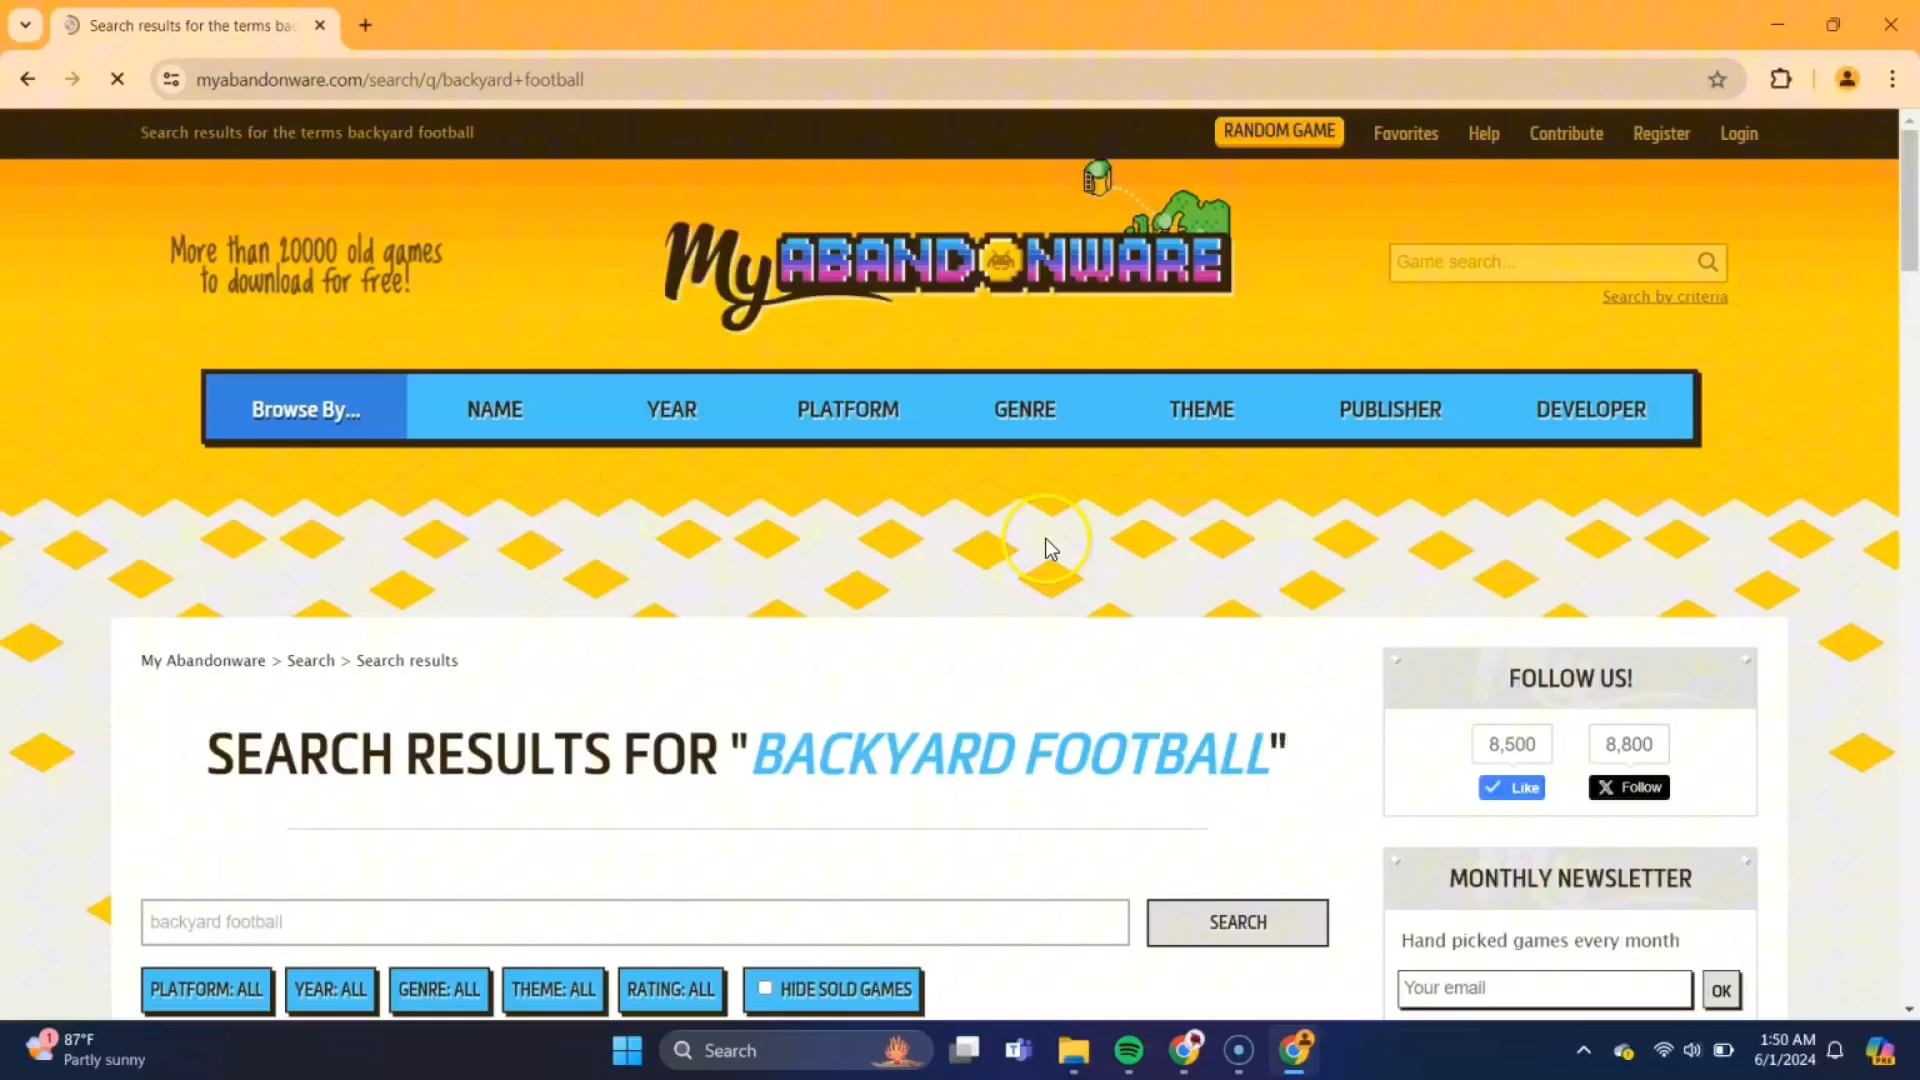 Search results for the terms bac
myabandonware.com/search/q/backyard+football
Search results for the terms backyard football
RANDOM GAME
Favorites
Help
Contribute
Register
Login
More than 20000 old games
to download for free!
My ABANDONWARE
Game search...
Search by criteria
Browse By...
NAME
YEAR
PLATFORM
GENRE
THEME
PUBLISHER
DEVELOPER
My Abandonware > Search > Search results
SEARCH RESULTS FOR "BACKYARD FOOTBALL"
backyard football
SEARCH
PLATFORM: ALL
YEAR: ALL
GENRE: ALL
THEME: ALL
RATING: ALL
HIDE SOLD GAMES
FOLLOW US!
8,500
8,800
Like
X Follow
MONTHLY NEWSLETTER
Hand picked games every month
Your email
OK
1
87°F
Partly sunny
Search
1:50 AM
6/1/2024
PRE